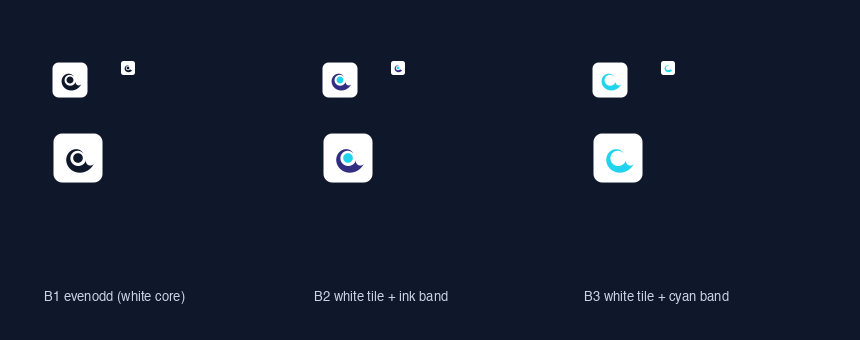 B1 evenodd (white core)
B2 white tile + ink band
B3 white tile + cyan band